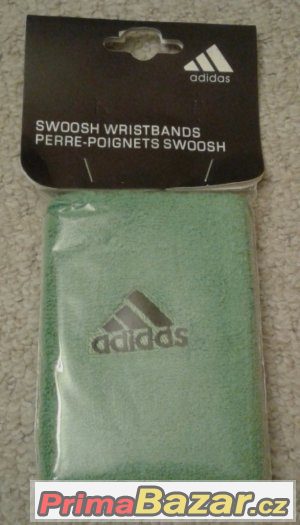 adidas
SWOOSH WRISTBANDS
PERRE-POIGNETS SWOOSH
adidas
PrimaBazar.cz